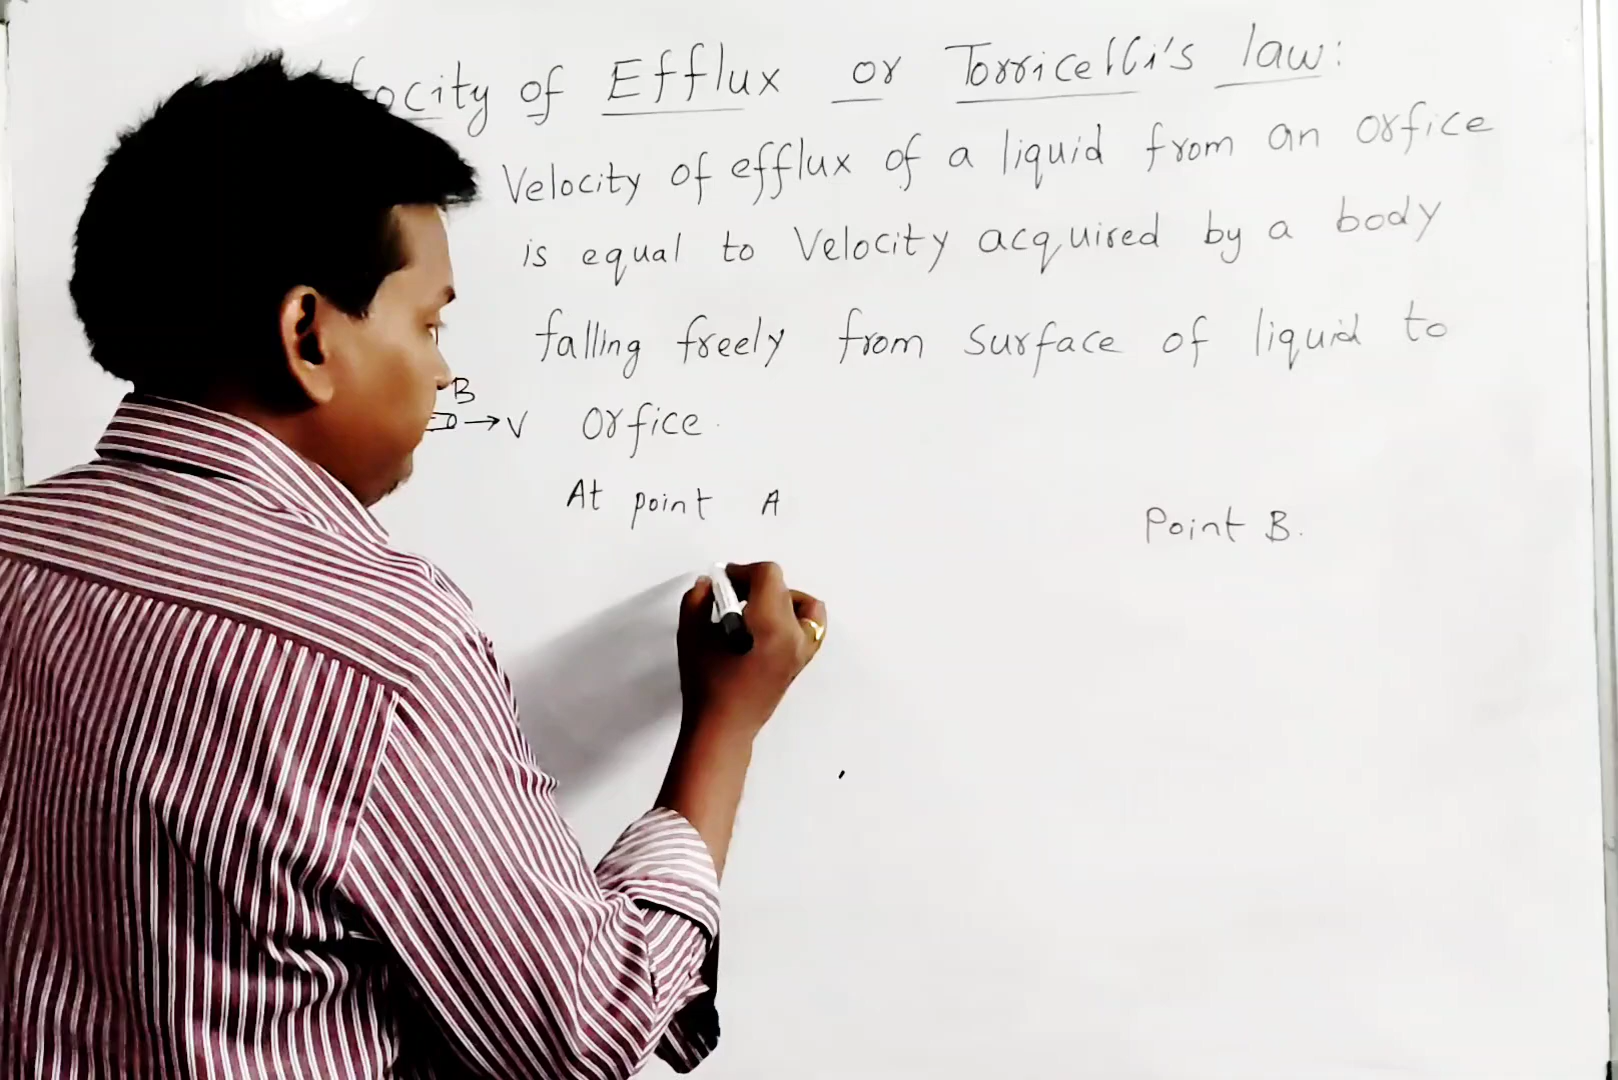 ocity of Efflux or Torricelli's law:
Velocity of efflux of a liquid from an orfice
is equal to Velocity acquired by a body
falling freely from surface of liquid to
B
V orfice.
At point A
Point B.